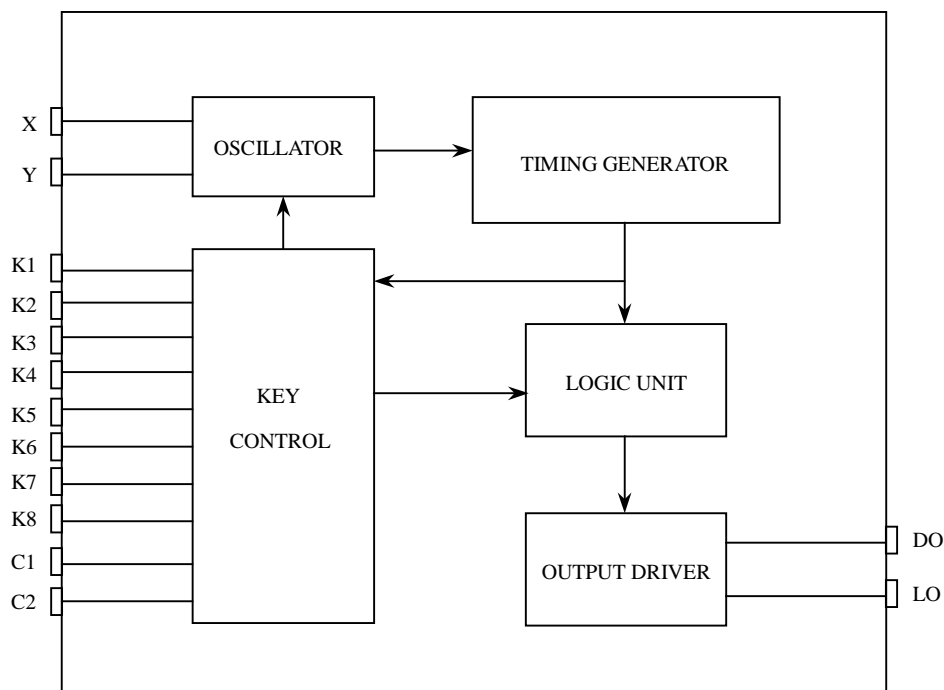 X
OSCILLATOR
TIMING GENERATOR
Y
K1
K2
K3
K4
K5
K6
K7
K8
C1
C2
KEY
CONTROL
LOGIC UNIT
OUTPUT DRIVER
DO
LO